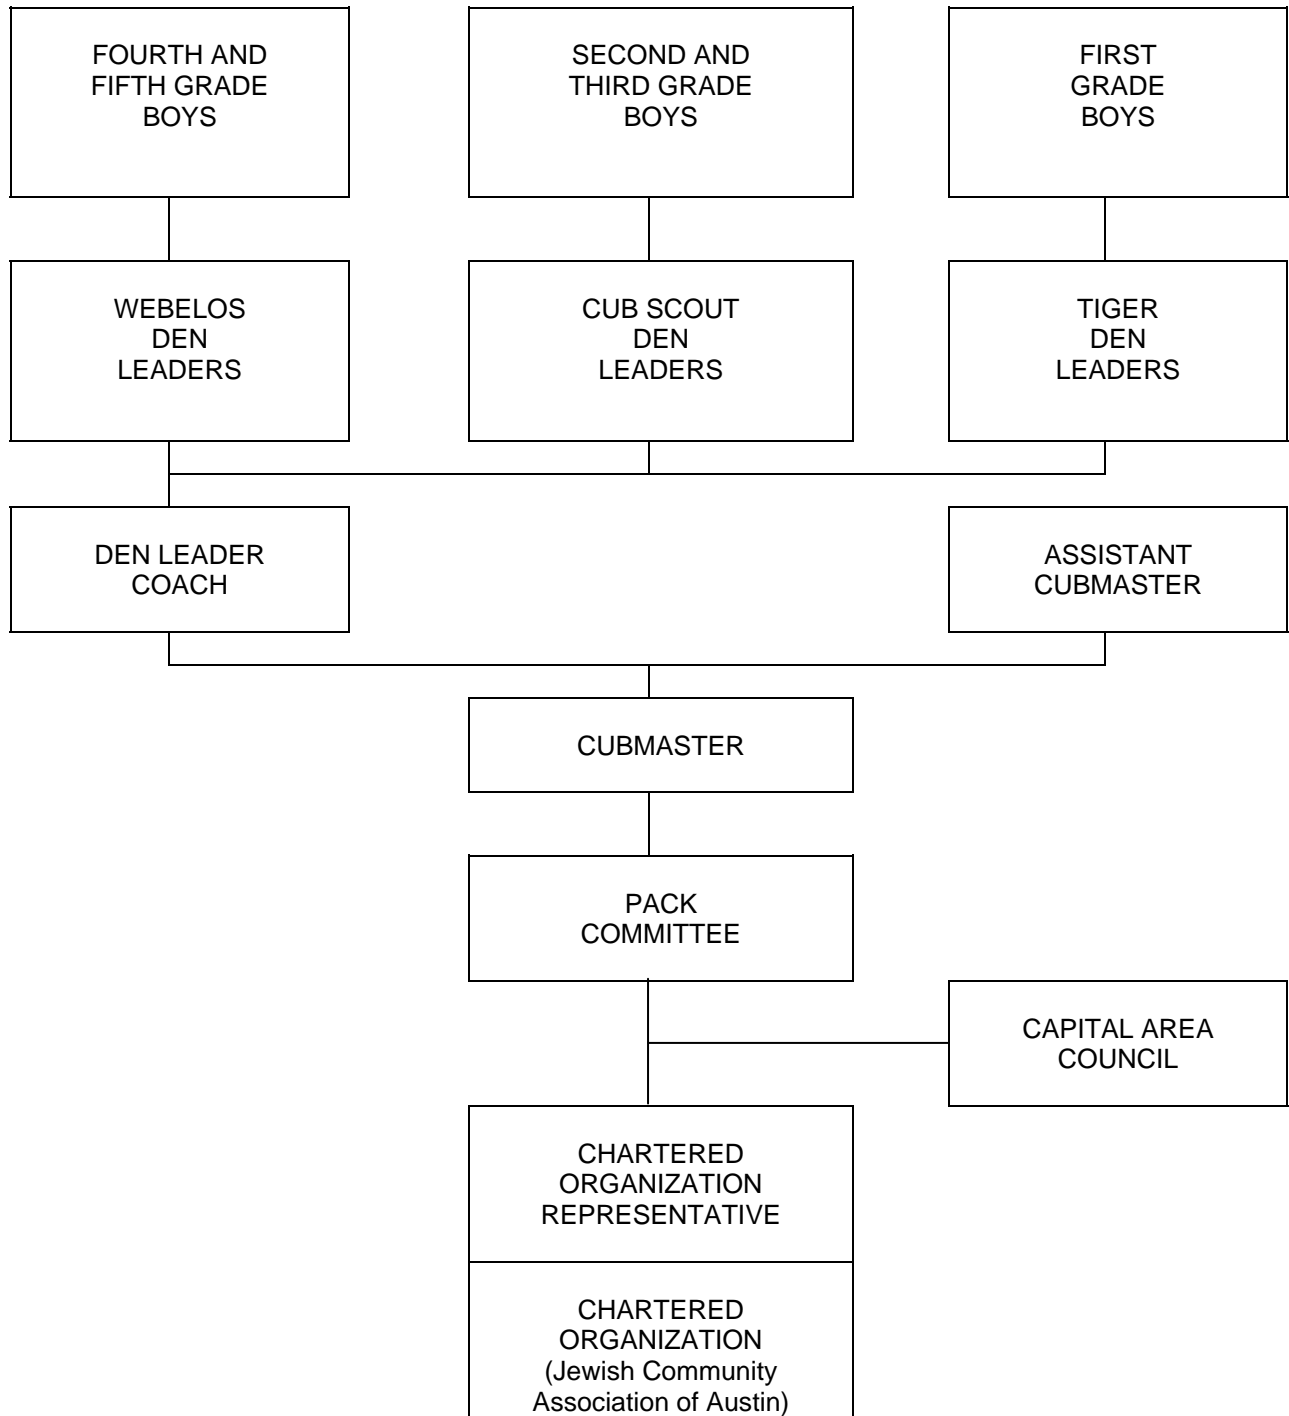 FOURTH AND
FIFTH GRADE
BOYS
SECOND AND
THIRD GRADE
BOYS
FIRST
GRADE
BOYS
WEBELOS
DEN
LEADERS
CUB SCOUT
DEN
LEADERS
TIGER
DEN
LEADERS
DEN LEADER
COACH
ASSISTANT
CUBMASTER
CUBMASTER
PACK
COMMITTEE
CAPITAL AREA
COUNCIL
CHARTERED
ORGANIZATION
REPRESENTATIVE
CHARTERED
ORGANIZATION
(Jewish Community
Association of Austin)